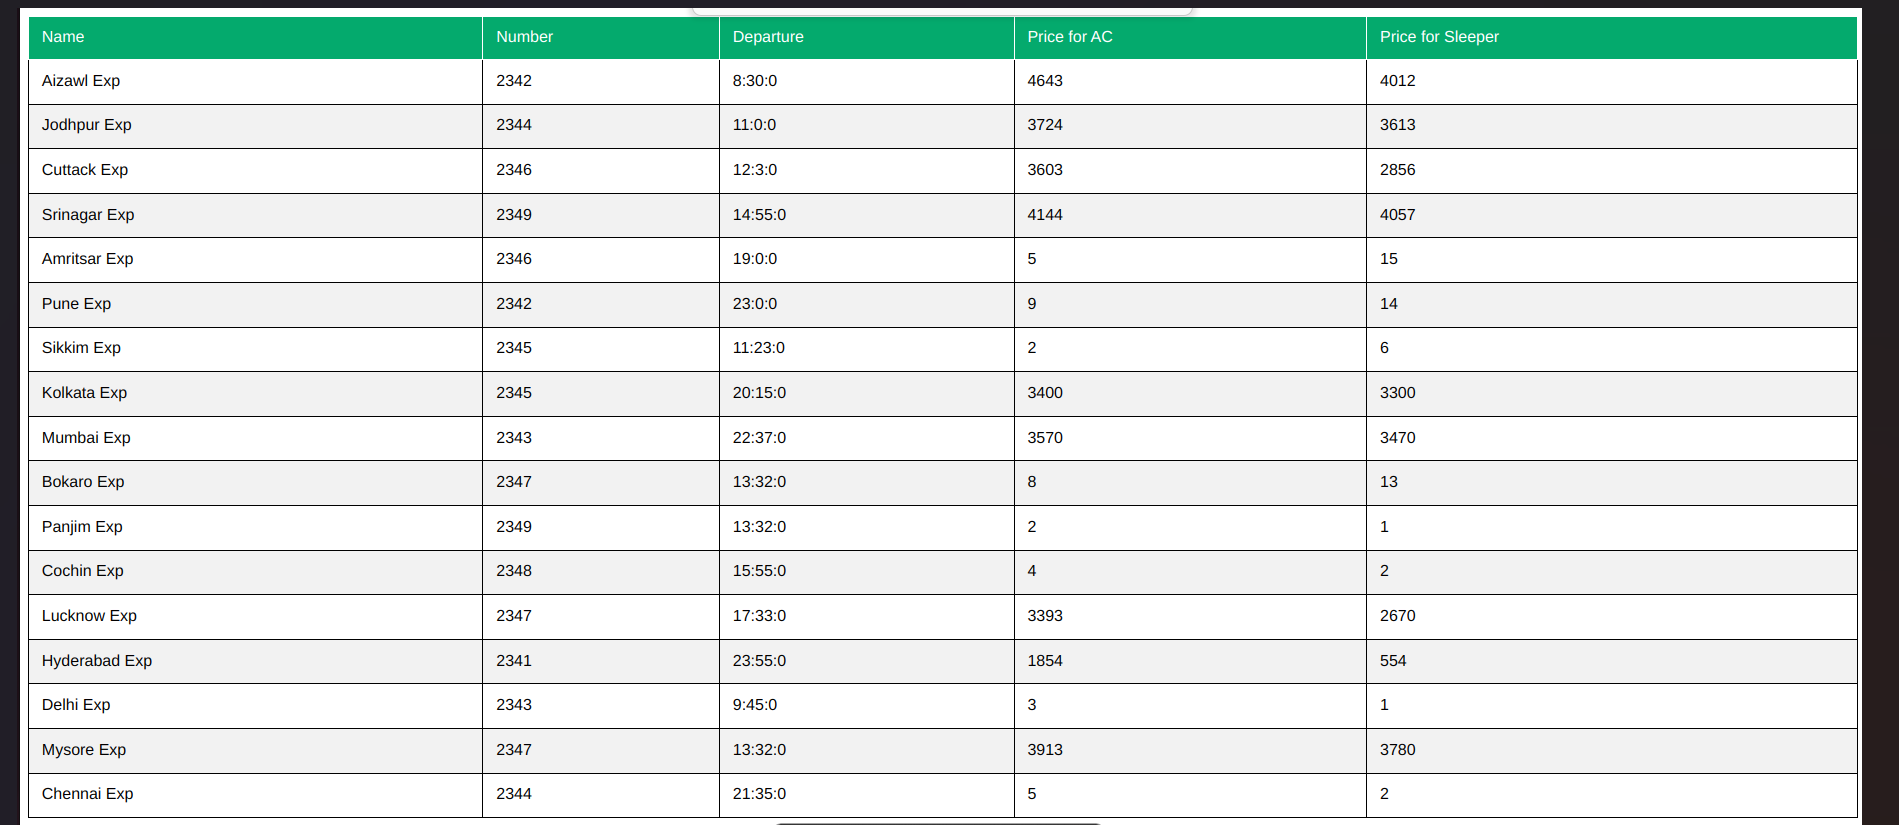 Name Number Departure Price for AC Price for Sleeper
Aizawl Exp 2342 8:30:0 4643 4012
Jodhpur Exp 2344 11:0:0 3724 3613
Cuttack Exp 2346 12:3:0 3603 2856
Srinagar Exp 2349 14:55:0 4144 4057
Amritsar Exp 2346 19:0:0 5 15
Pune Exp 2342 23:0:0 9 14
Sikkim Exp 2345 11:23:0 2 6
Kolkata Exp 2345 20:15:0 3400 3300
Mumbai Exp 2343 22:37:0 3570 3470
Bokaro Exp 2347 13:32:0 8 13
Panjim Exp 2349 13:32:0 2 1
Cochin Exp 2348 15:55:0 4 2
Lucknow Exp 2347 17:33:0 3393 2670
Hyderabad Exp 2341 23:55:0 1854 554
Delhi Exp 2343 9:45:0 3 1
Mysore Exp 2347 13:32:0 3913 3780
Chennai Exp 2344 21:35:0 5 2